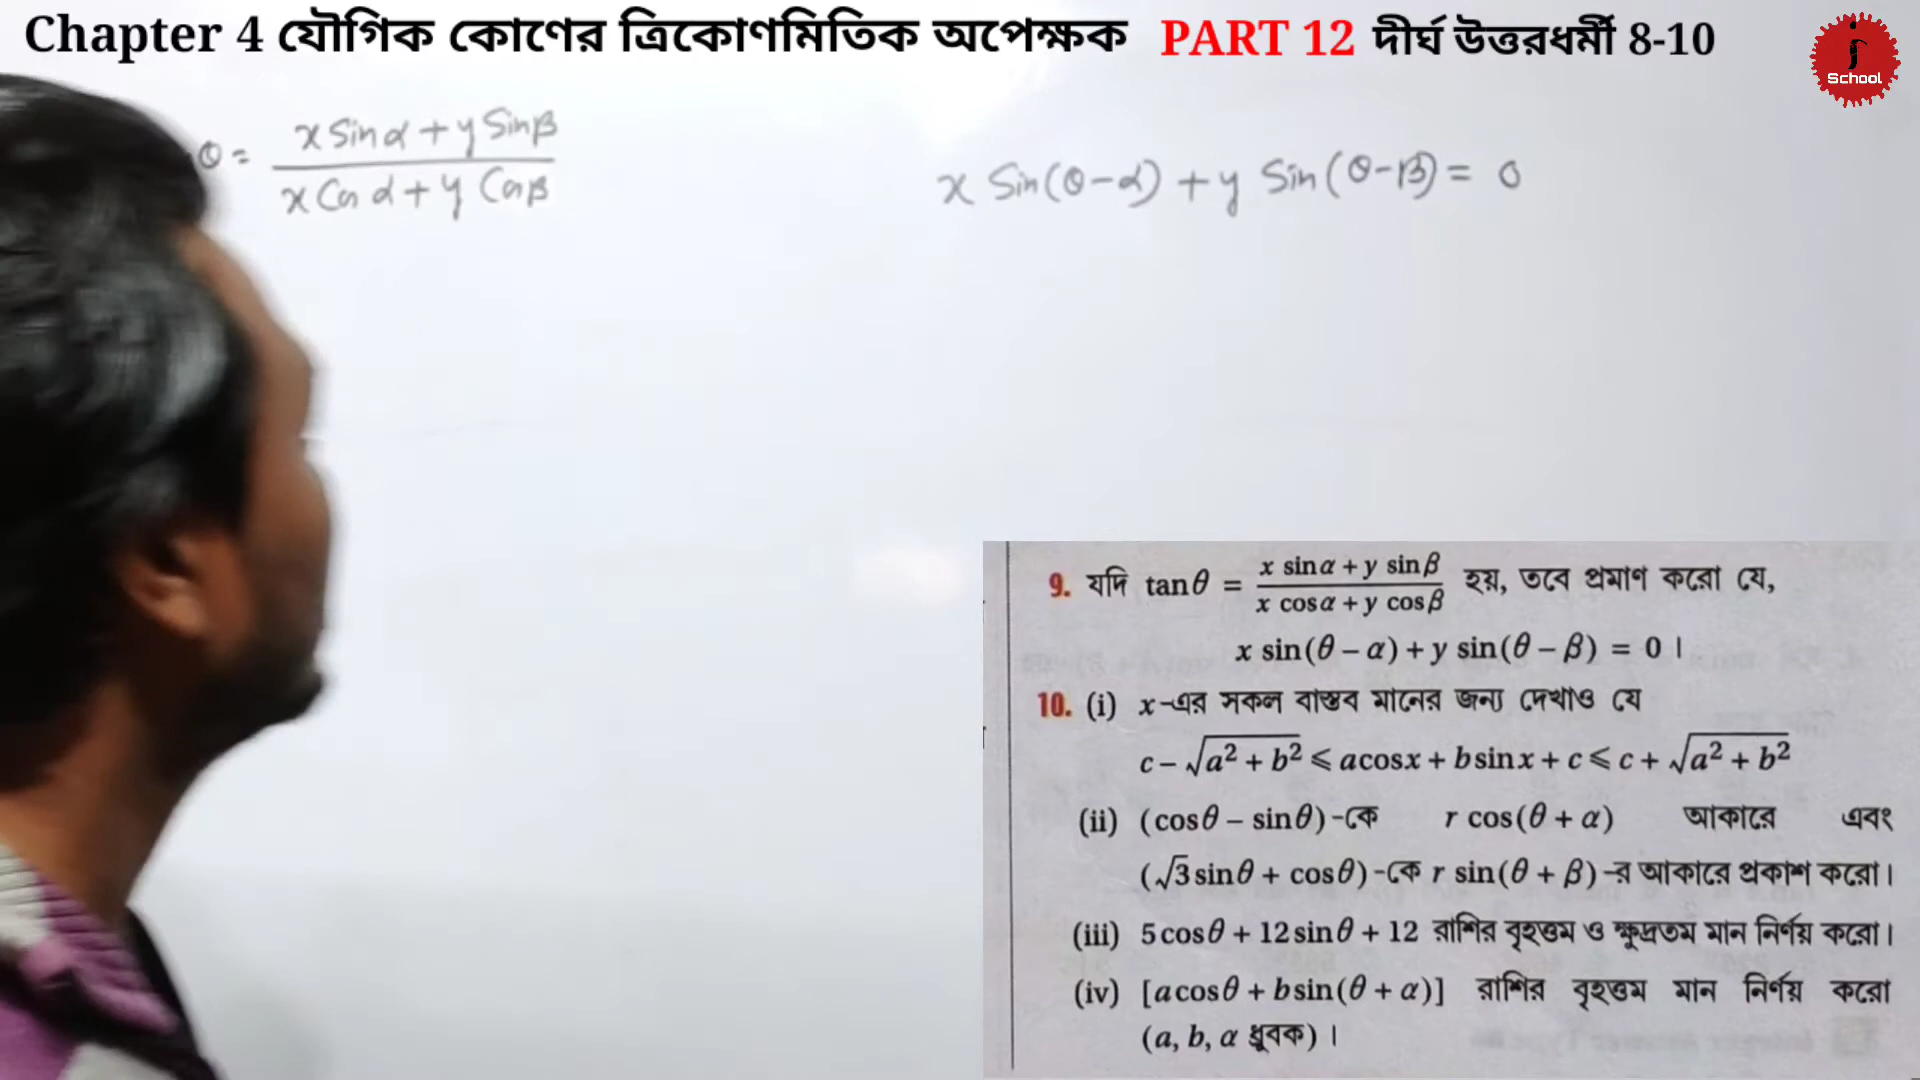 Chapter 4 যৌগিক কোণের ত্রিকোণমিতিক অপেক্ষক PART 12 দীর্ঘ উত্তরধর্মী 8-10
j School
θ = (x Sin α + y Sin β) / (x Cos α + y Cos β)
x Sin(θ-α) + y Sin(θ-β) = 0
9. যদি tanθ = (x sinα + y sinβ) / (x cosα + y cosβ) হয়, তবে প্রমাণ করো যে,
x sin(θ – α) + y sin(θ – β) = 0 ।
10. (i) x-এর সকল বাস্তব মানের জন্য দেখাও যে
c – √(a² + b²) ⩽ acosx + bsinx + c ⩽ c + √(a² + b²)
(ii) (cosθ – sinθ)-কে r cos(θ + α) আকারে এবং
(√3sinθ + cosθ)-কে r sin(θ + β)-র আকারে প্রকাশ করো।
(iii) 5cosθ + 12sinθ + 12 রাশির বৃহত্তম ও ক্ষুদ্রতম মান নির্ণয় করো।
(iv) [acosθ + bsin(θ + α)] রাশির বৃহত্তম মান নির্ণয় করো
(a, b, α ধ্রুবক) ।